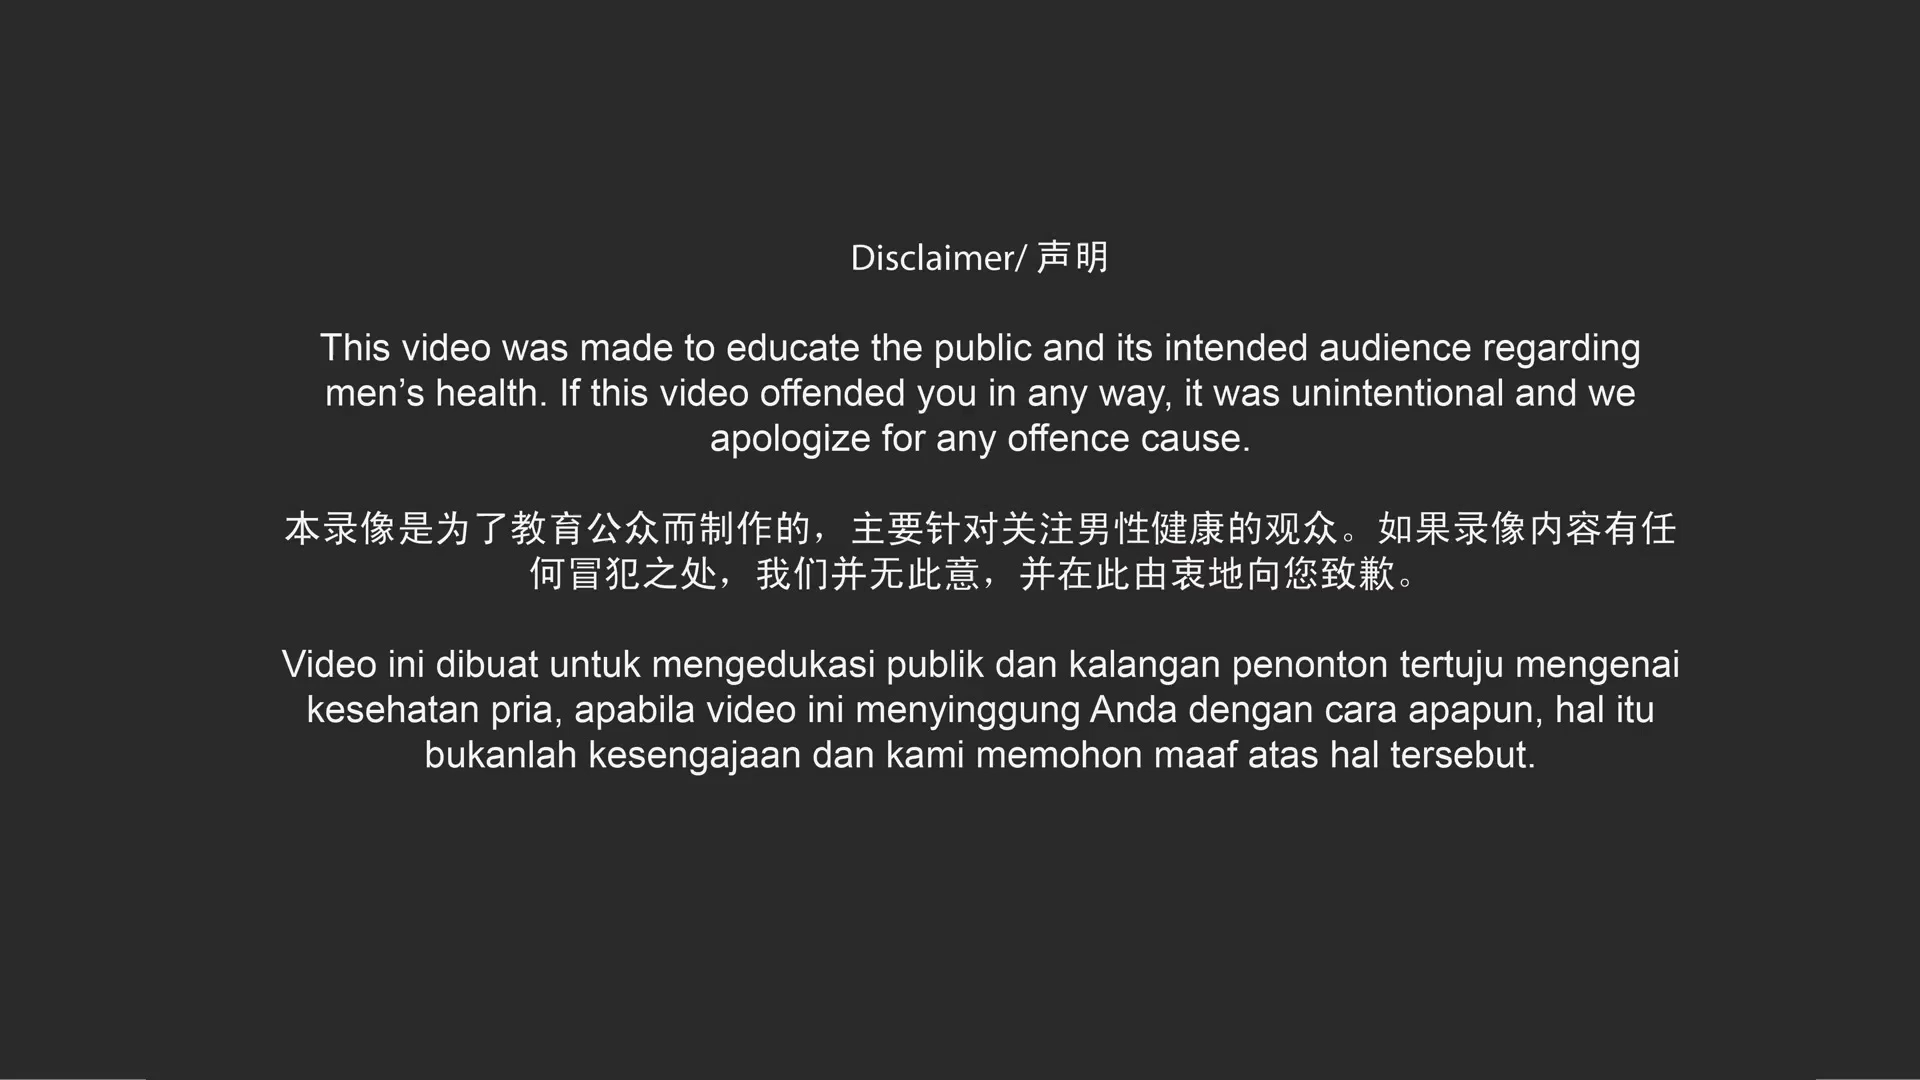 Disclaimer/ 声明
This video was made to educate the public and its intended audience regarding
men’s health. If this video offended you in any way, it was unintentional and we
apologize for any offence cause.
本录像是为了教育公众而制作的，主要针对关注男性健康的观众。如果录像内容有任
何冒犯之处，我们并无此意，并在此由衷地向您致歉。
Video ini dibuat untuk mengedukasi publik dan kalangan penonton tertuju mengenai
kesehatan pria, apabila video ini menyinggung Anda dengan cara apapun, hal itu
bukanlah kesengajaan dan kami memohon maaf atas hal tersebut.